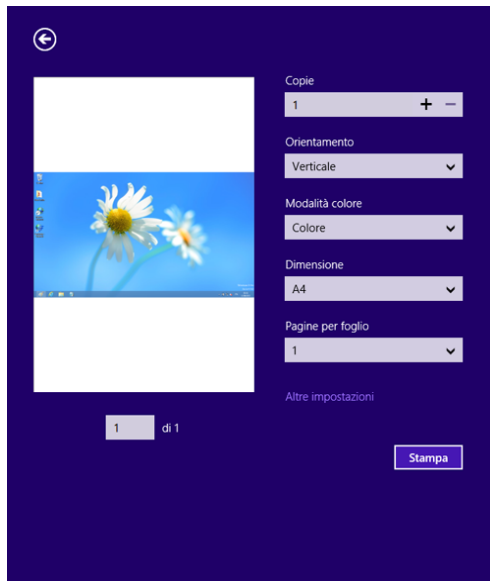 Copie
1
Orientamento
Verticale
Modalità colore
Colore
Dimensione
A4
Pagine per foglio
1
Altre impostazioni
1 di 1
Stampa